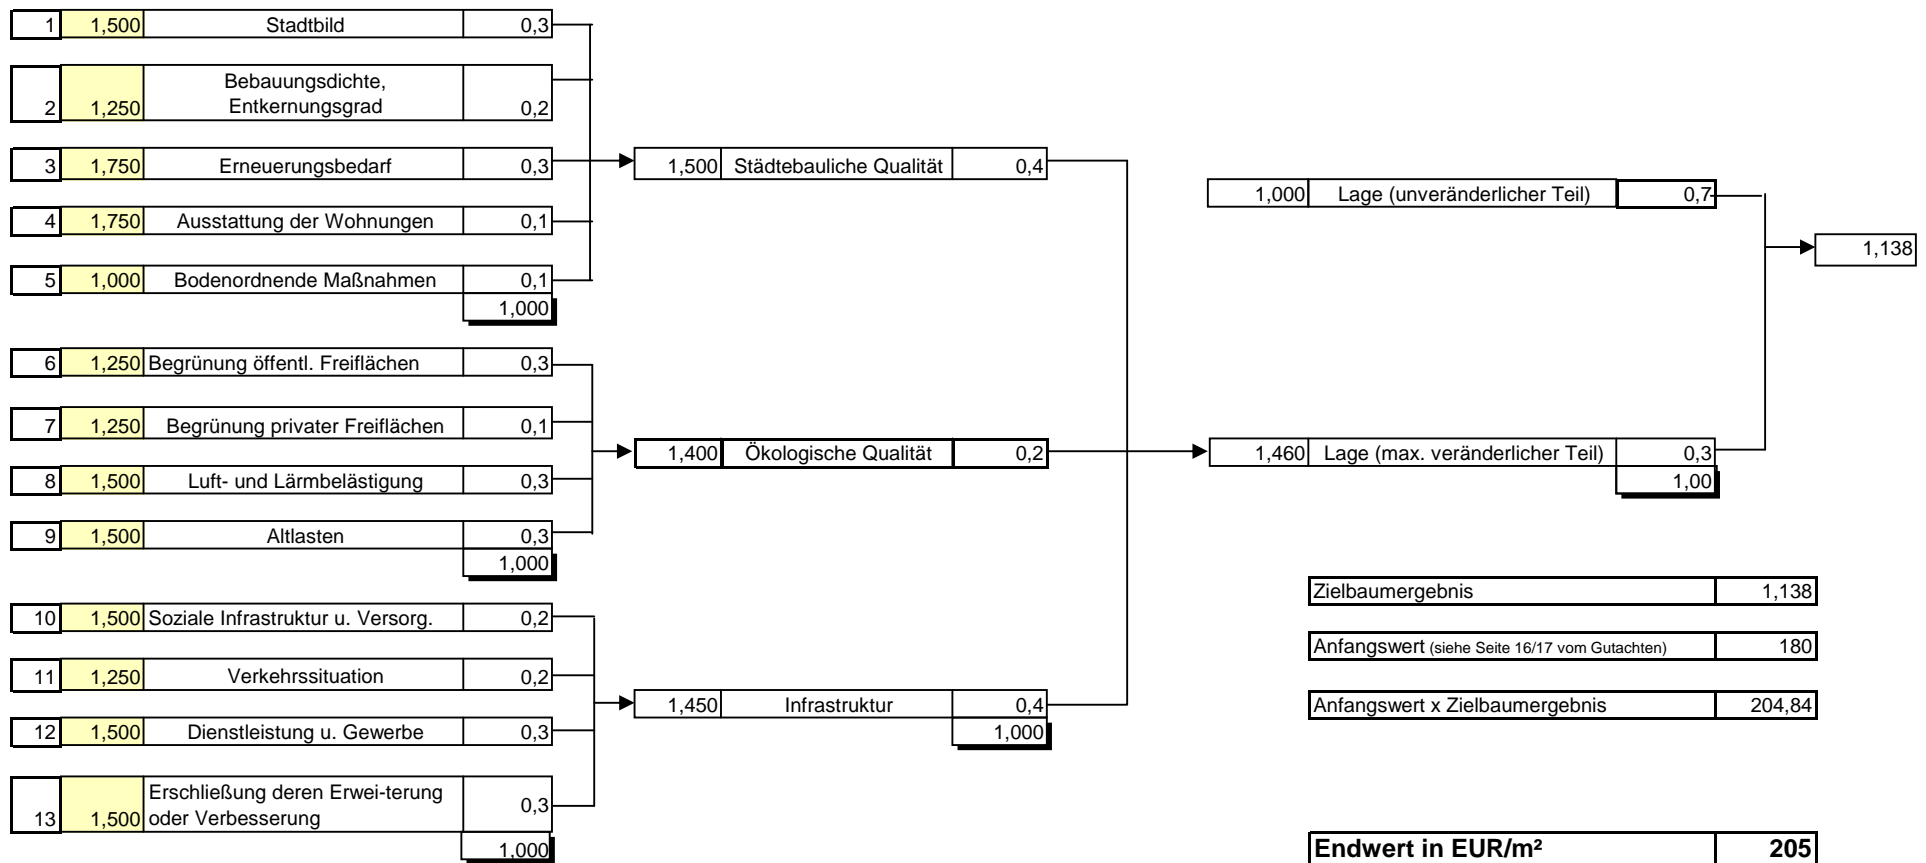 1 1,500 Stadtbild 0,3
Bebauungsdichte,
2 1,250 Entkernungsgrad 0,2
3 1,750 Erneuerungsbedarf 0,3
4 1,750 Ausstattung der Wohnungen 0,1
5 1,000 Bodenordnende Maßnahmen 0,1
1,000
6 1,250 Begrünung öffentl. Freiflächen 0,3
7 1,250 Begrünung privater Freiflächen 0,1
8 1,500 Luft- und Lärmbelästigung 0,3
9 1,500 Altlasten 0,3
1,000
10 1,500 Soziale Infrastruktur u. Versorg. 0,2
11 1,250 Verkehrssituation 0,2
12 1,500 Dienstleistung u. Gewerbe 0,3
Erschließung deren Erwei-terung
13 1,500 oder Verbesserung 0,3
1,000
1,500 Städtebauliche Qualität 0,4
1,400 Ökologische Qualität 0,2
1,450 Infrastruktur 0,4
1,000
1,000 Lage (unveränderlicher Teil) 0,7
1,138
1,460 Lage (max. veränderlicher Teil) 0,3
1,00
Zielbaumergebnis 1,138
Anfangswert (siehe Seite 16/17 vom Gutachten) 180
Anfangswert x Zielbaumergebnis 204,84
Endwert in EUR/m² 205